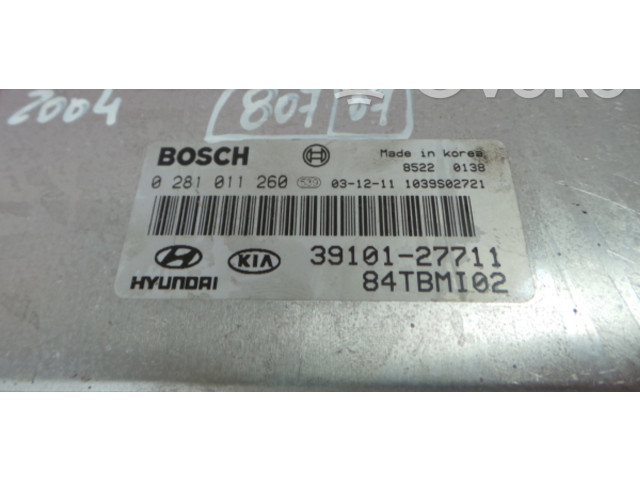 2004 807 07
BOSCH Made in korea
8522 0138
0 281 011 260 03-12-11 1039S02721
HYUNDAI KIA 39101-27711
84TBMI02